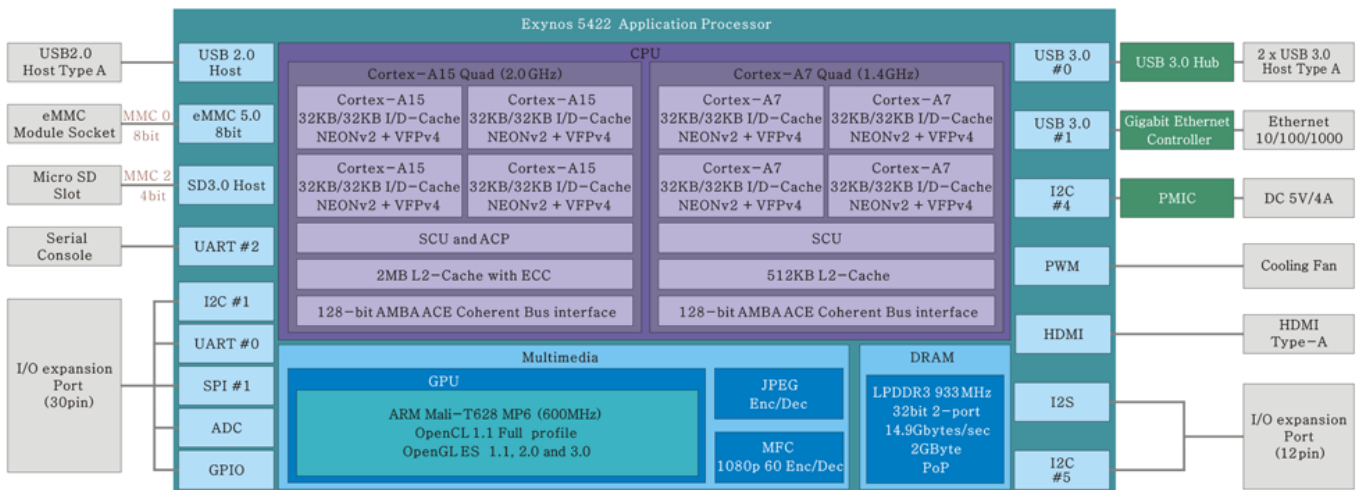 Exynos 5422 Application Processor
USB2.0
Host Type A
eMMC
Module Socket
MMC 0
8bit
Micro SD
Slot
MMC 2
4bit
Serial
Console
I/O expansion
Port
(30pin)
USB 2.0
Host
eMMC 5.0
8bit
SD3.0 Host
UART #2
I2C #1
UART #0
SPI #1
ADC
GPIO
CPU
Cortex-A15 Quad (2.0GHz)
Cortex-A15
32KB/32KB I/D-Cache
NEONv2 + VFPv4
Cortex-A15
32KB/32KB I/D-Cache
NEONv2 + VFPv4
Cortex-A15
32KB/32KB I/D-Cache
NEONv2 + VFPv4
Cortex-A15
32KB/32KB I/D-Cache
NEONv2 + VFPv4
SCU and ACP
2MB L2-Cache with ECC
128-bit AMBA ACE Coherent Bus interface
Cortex-A7 Quad (1.4GHz)
Cortex-A7
32KB/32KB I/D-Cache
NEONv2 + VFPv4
Cortex-A7
32KB/32KB I/D-Cache
NEONv2 + VFPv4
Cortex-A7
32KB/32KB I/D-Cache
NEONv2 + VFPv4
Cortex-A7
32KB/32KB I/D-Cache
NEONv2 + VFPv4
SCU
512KB L2-Cache
128-bit AMBA ACE Coherent Bus interface
Multimedia
GPU
ARM Mali-T628 MP6 (600MHz)
OpenCL 1.1 Full profile
OpenGL ES 1.1, 2.0 and 3.0
JPEG
Enc/Dec
MFC
1080p 60 Enc/Dec
DRAM
LPDDR3 933MHz
32bit 2-port
14.9Gbytes/sec
2GByte
PoP
USB 3.0
#0
USB 3.0
#1
I2C
#4
PWM
HDMI
I2S
I2C
#5
USB 3.0 Hub
Gigabit Ethernet
Controller
PMIC
2 x USB 3.0
Host Type A
Ethernet
10/100/1000
DC 5V/4A
Cooling Fan
HDMI
Type-A
I/O expansion
Port
(12pin)